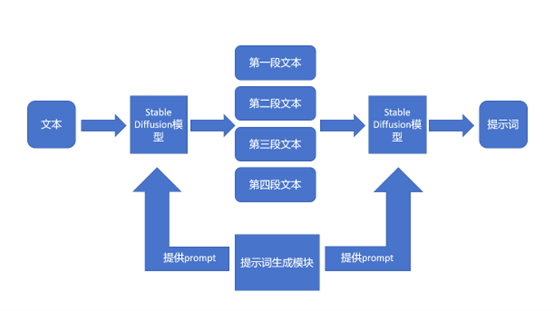 文本
Stable
Diffusion模
型
第一段文本
第二段文本
第三段文本
第四段文本
Stable
Diffusion模
型
提示词
提供prompt
提示词生成模块
提供prompt